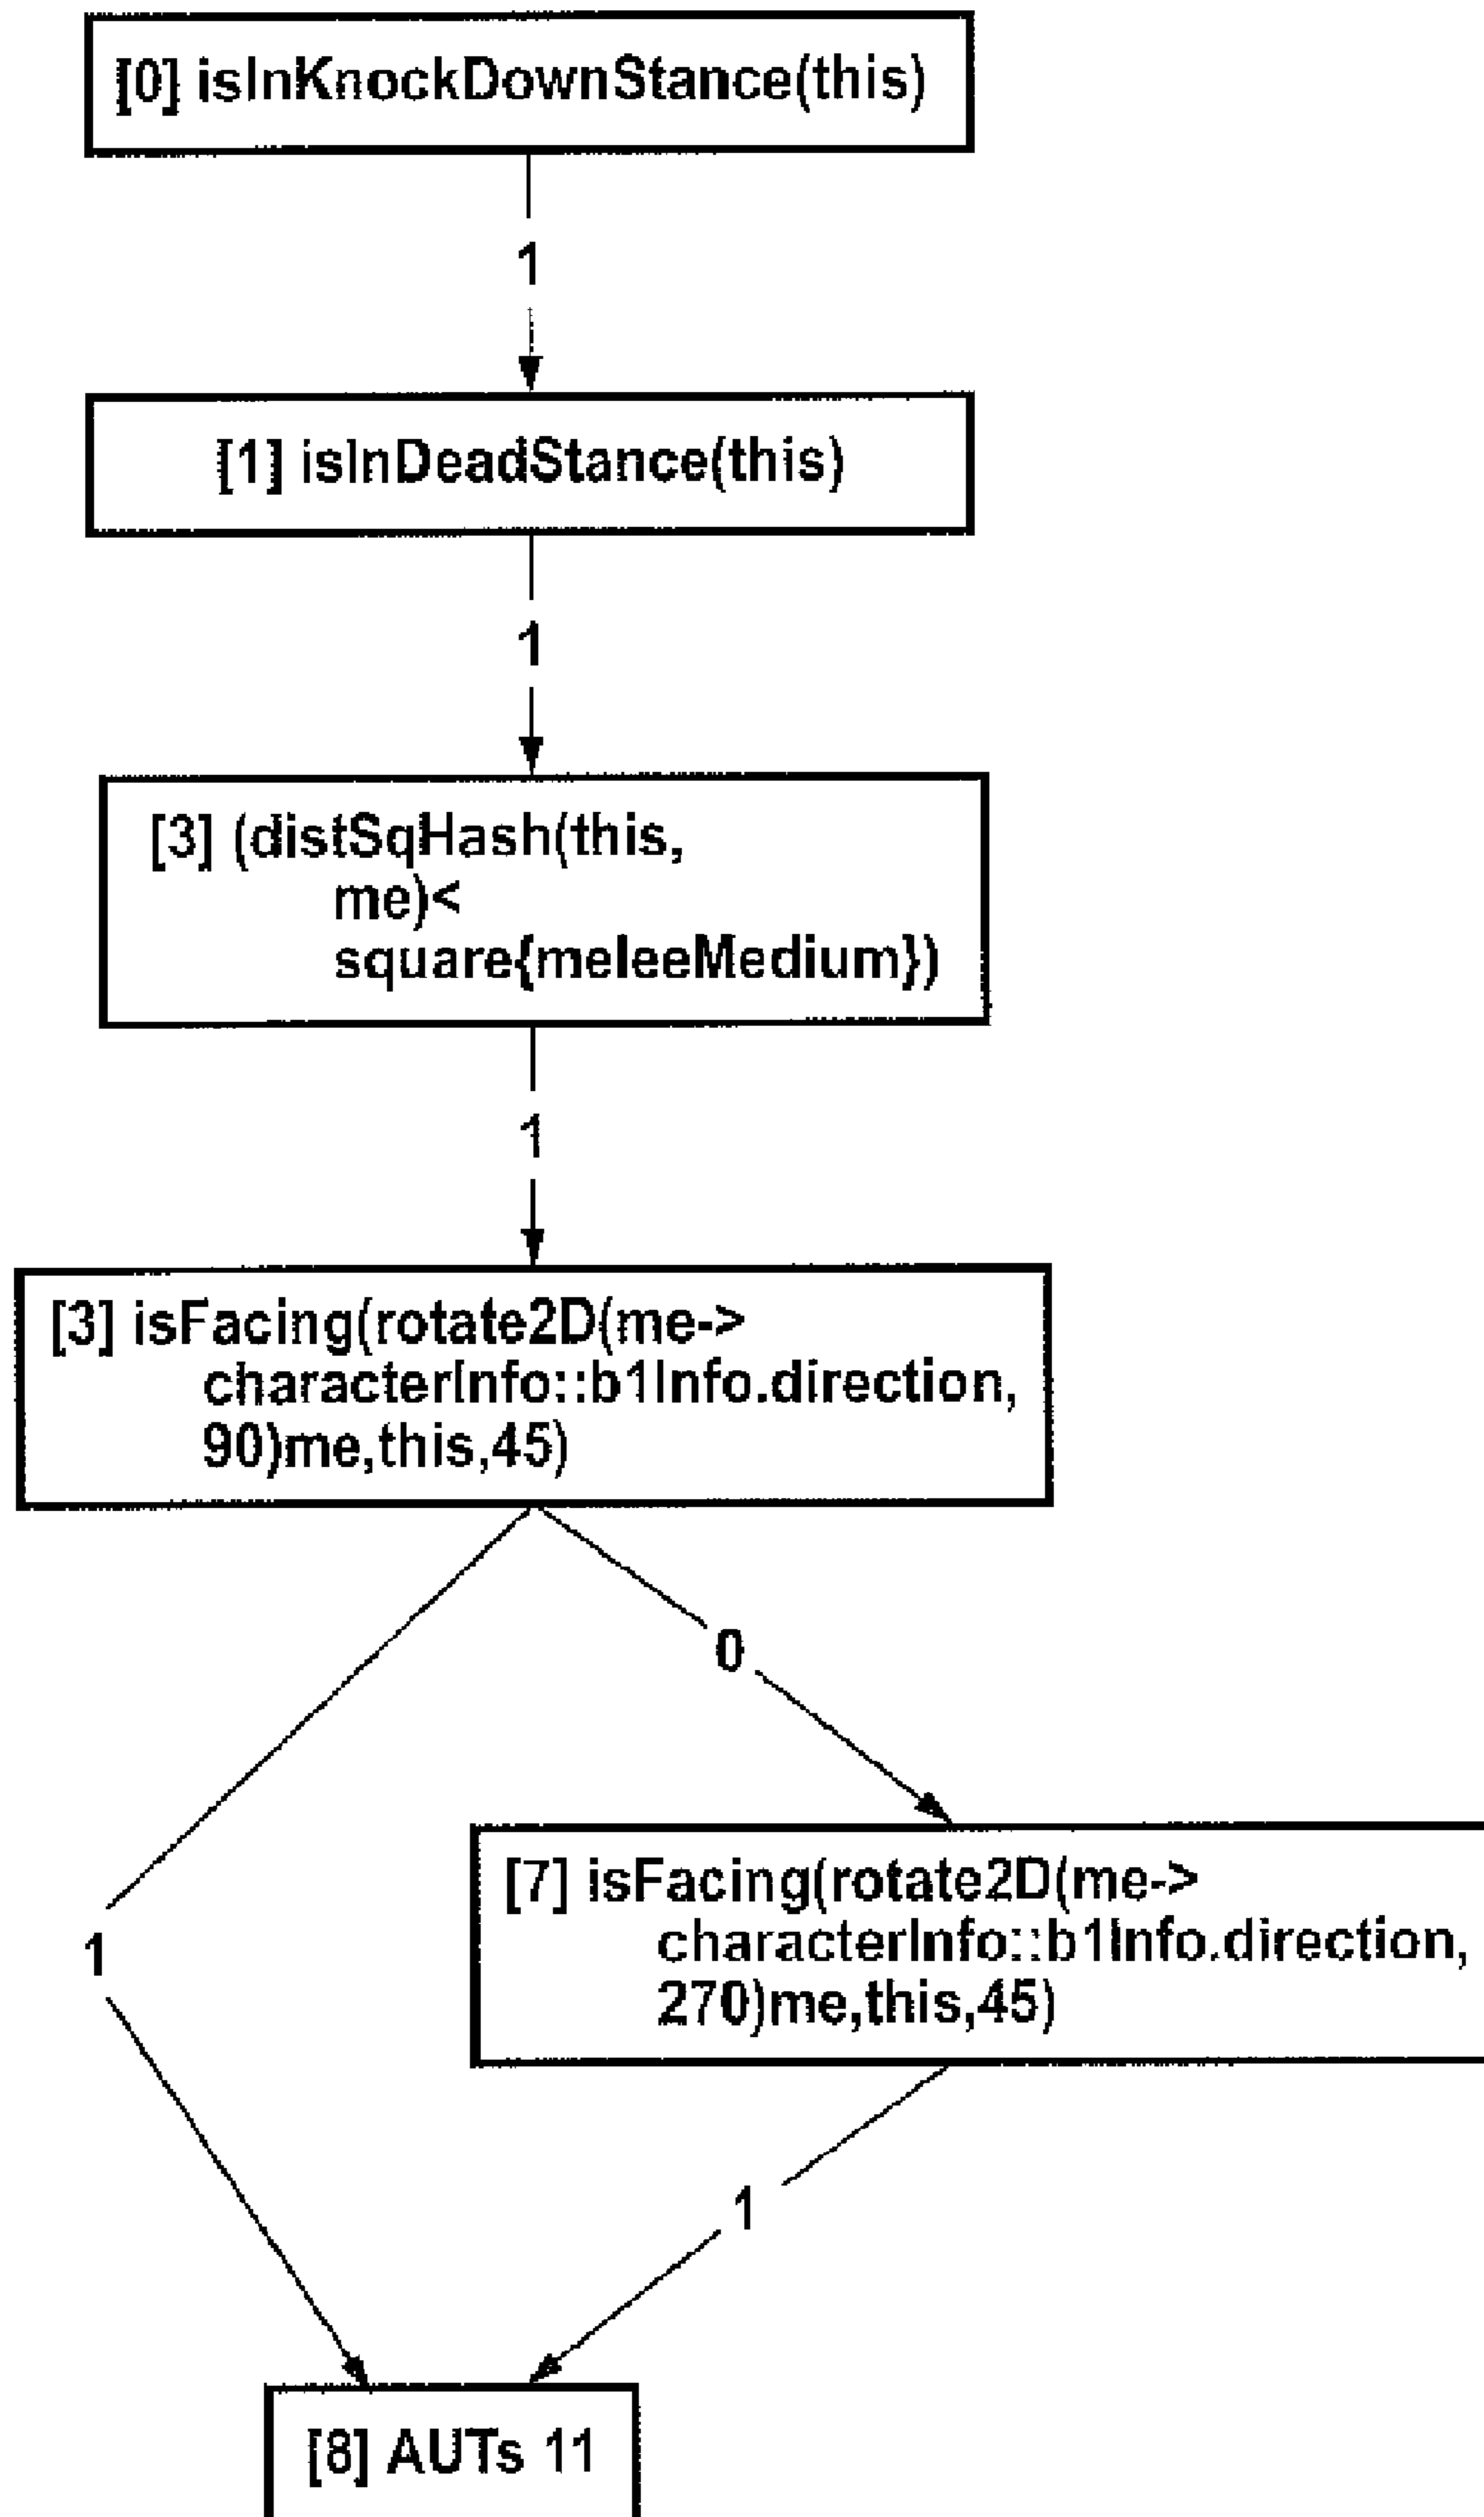 [0] isInKnockDownStance(this)
1
[1] isInDeadStance(this)
1
[3] (distSqHash(this,
me)<
square{meleeMedium})
1
[3] isFacing(rotate2D(me->
characterInfo::b1Info.direction,
90)me,this,45)
0
[7] isFacing(rotate2D(me->
characterInfo::b1Info.direction,
270)me,this,45)
1
1
[8] AUTs 11